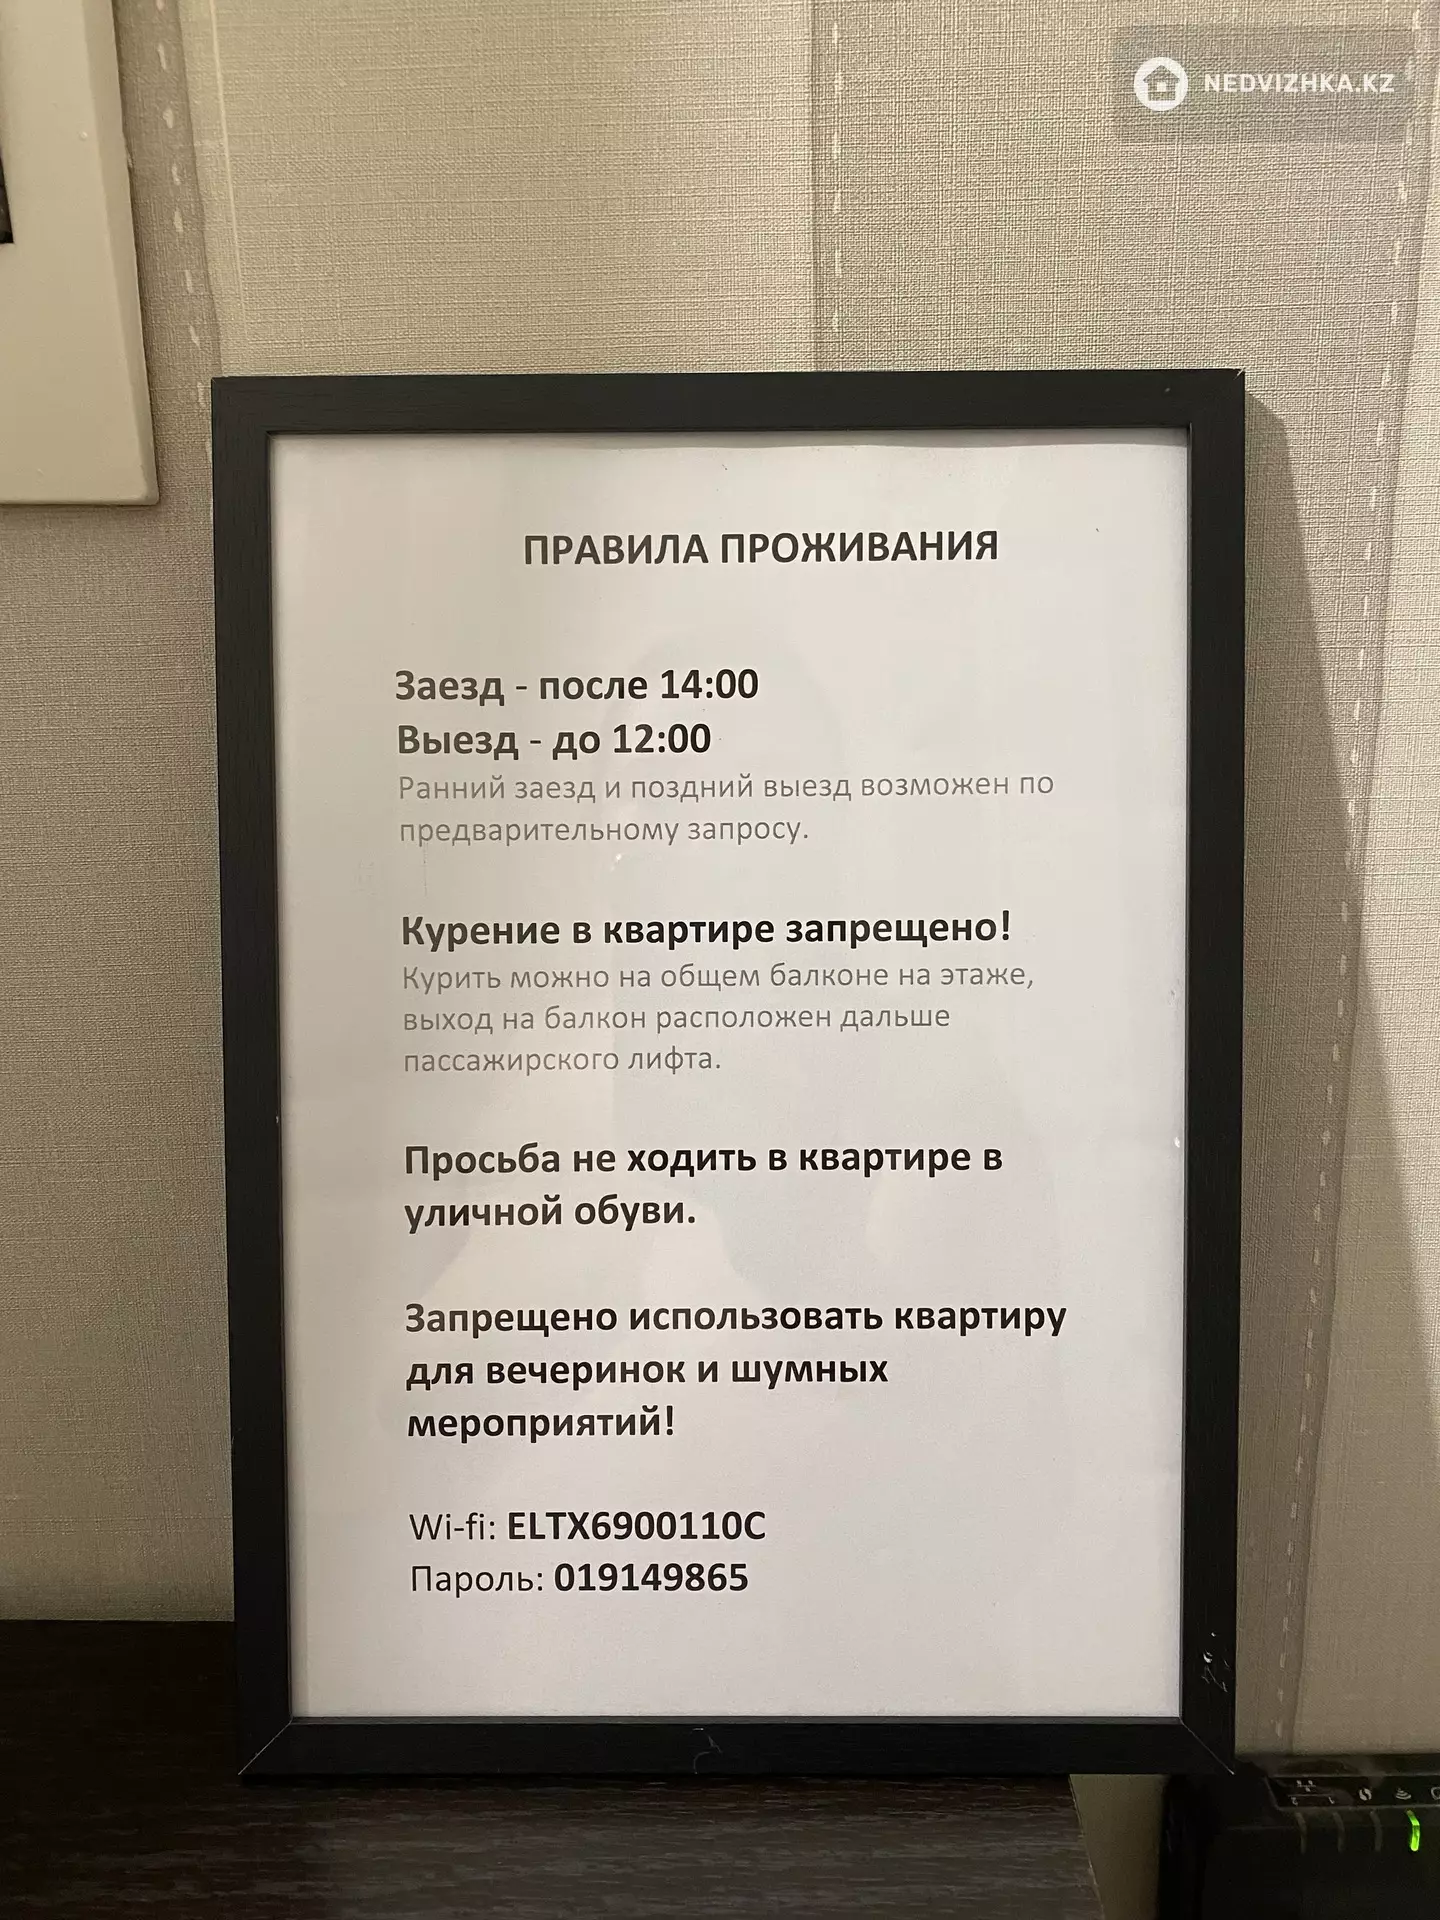 NEDVIZHKA.KZ
ПРАВИЛА ПРОЖИВАНИЯ
Заезд - после 14:00
Выезд - до 12:00
Ранний заезд и поздний выезд возможен по
предварительному запросу.
Курение в квартире запрещено!
Курить можно на общем балконе на этаже,
выход на балкон расположен дальше
пассажирского лифта.
Просьба не ходить в квартире в
уличной обуви.
Запрещено использовать квартиру
для вечеринок и шумных
мероприятий!
Wi-fi: ELTX6900110C
Пароль: 019149865